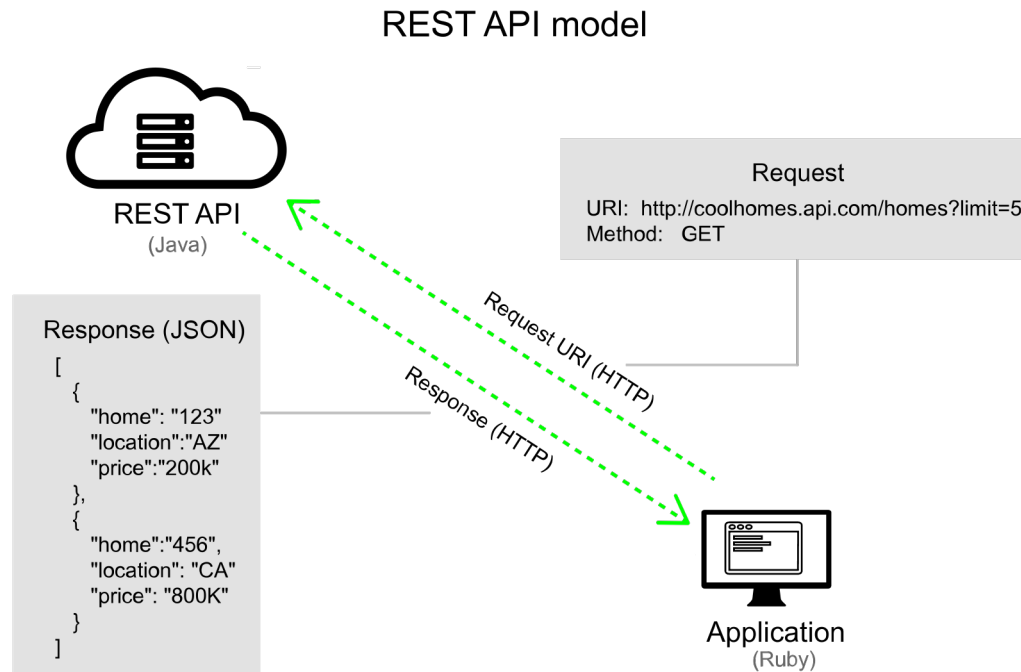 REST API model
REST API
(Java)
Request
URI: http://coolhomes.api.com/homes?limit=5
Method: GET
Request URI (HTTP)
Response (HTTP)
Response (JSON)
[
{
"home": "123"
"location":"AZ"
"price":"200k"
},
{
"home":"456",
"location": "CA"
"price": "800K"
}
]
Application
(Ruby)